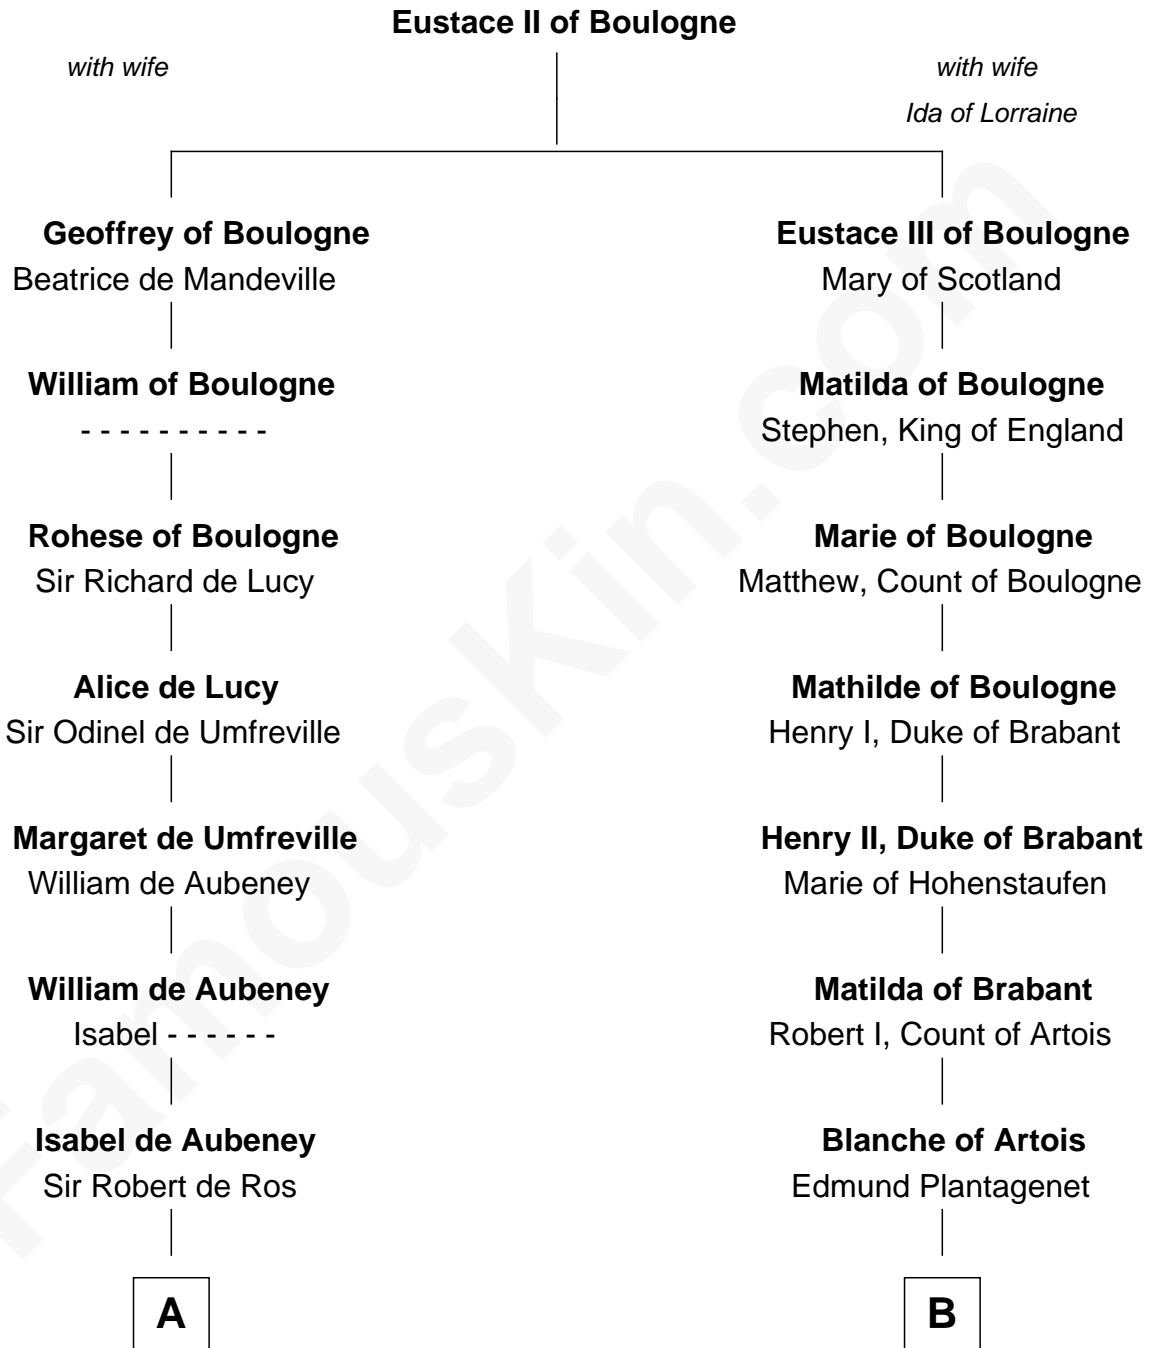 Eustace II of Boulogne
with wife
with wife
Ida of Lorraine
Geoffrey of Boulogne
Beatrice de Mandeville
Eustace III of Boulogne
Mary of Scotland
William of Boulogne
- - - - - - - - - -
Matilda of Boulogne
Stephen, King of England
Rohese of Boulogne
Sir Richard de Lucy
Marie of Boulogne
Matthew, Count of Boulogne
Alice de Lucy
Sir Odinel de Umfreville
Mathilde of Boulogne
Henry I, Duke of Brabant
Margaret de Umfreville
William de Aubeney
Henry II, Duke of Brabant
Marie of Hohenstaufen
William de Aubeney
Isabel - - - - - -
Matilda of Brabant
Robert I, Count of Artois
Isabel de Aubeney
Sir Robert de Ros
Blanche of Artois
Edmund Plantagenet
A
B
FamousKin.com